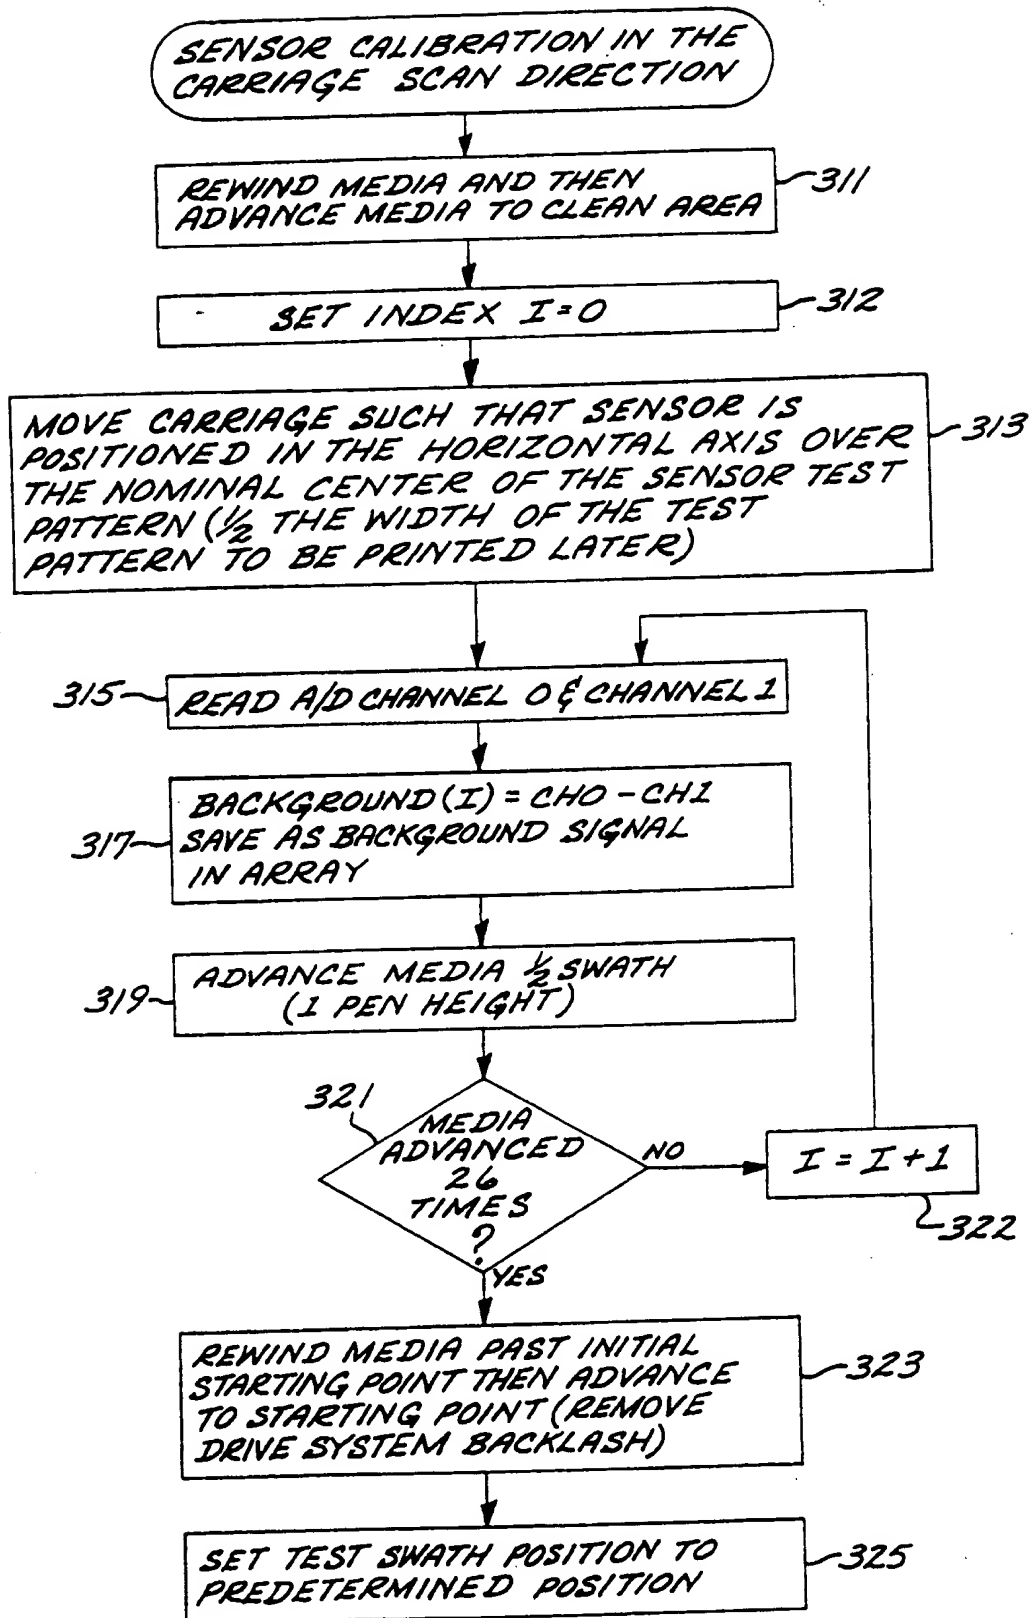 SENSOR CALIBRATION IN THE
CARRIAGE SCAN DIRECTION
REWIND MEDIA AND THEN
ADVANCE MEDIA TO CLEAN AREA
311
SET INDEX I=0
312
MOVE CARRIAGE SUCH THAT SENSOR IS
POSITIONED IN THE HORIZONTAL AXIS OVER
THE NOMINAL CENTER OF THE SENSOR TEST
PATTERN (1/2 THE WIDTH OF THE TEST
PATTERN TO BE PRINTED LATER)
313
315
READ A/D CHANNEL 0 & CHANNEL 1
317
BACKGROUND (I) = CH0 - CH1
SAVE AS BACKGROUND SIGNAL
IN ARRAY
319
ADVANCE MEDIA 1/2 SWATH
(1 PEN HEIGHT)
321
MEDIA
ADVANCED
26
TIMES
?
NO
I = I + 1
322
YES
REWIND MEDIA PAST INITIAL
STARTING POINT THEN ADVANCE
TO STARTING POINT (REMOVE
DRIVE SYSTEM BACKLASH)
323
SET TEST SWATH POSITION TO
PREDETERMINED POSITION
325